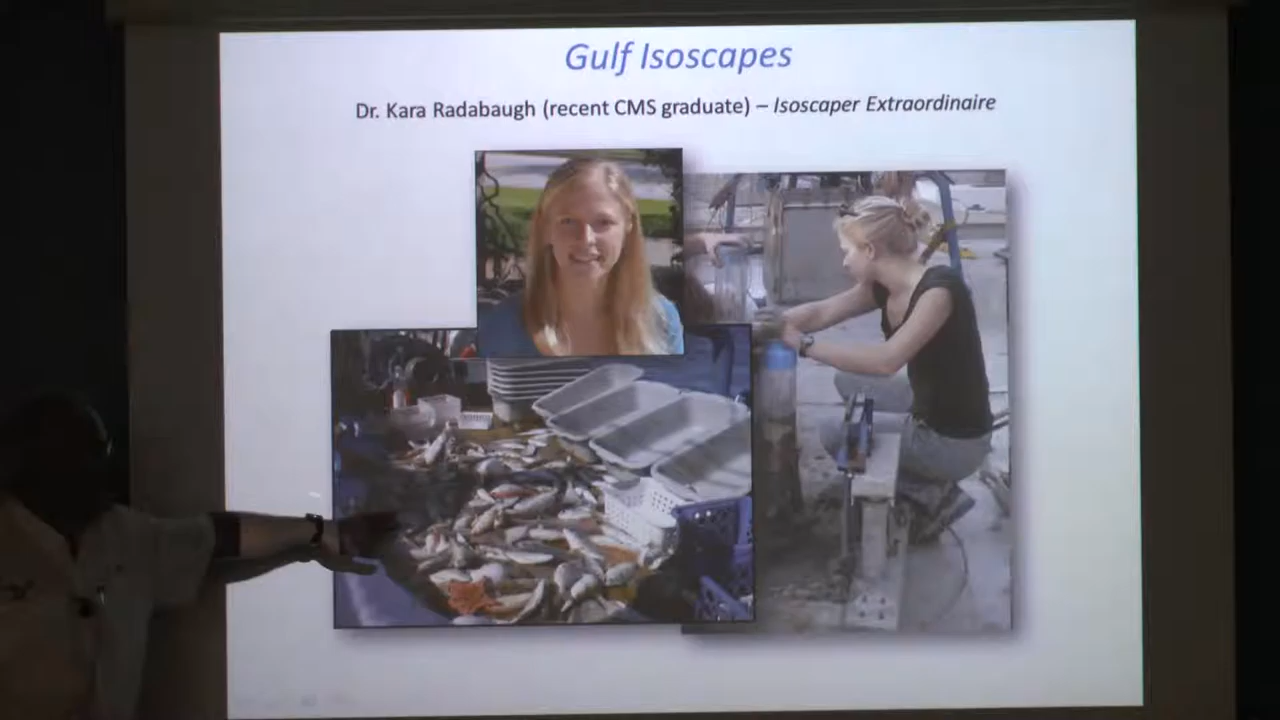 Gulf Isoscapes
Dr. Kara Radabaugh (recent CMS graduate) – Isoscaper Extraordinaire